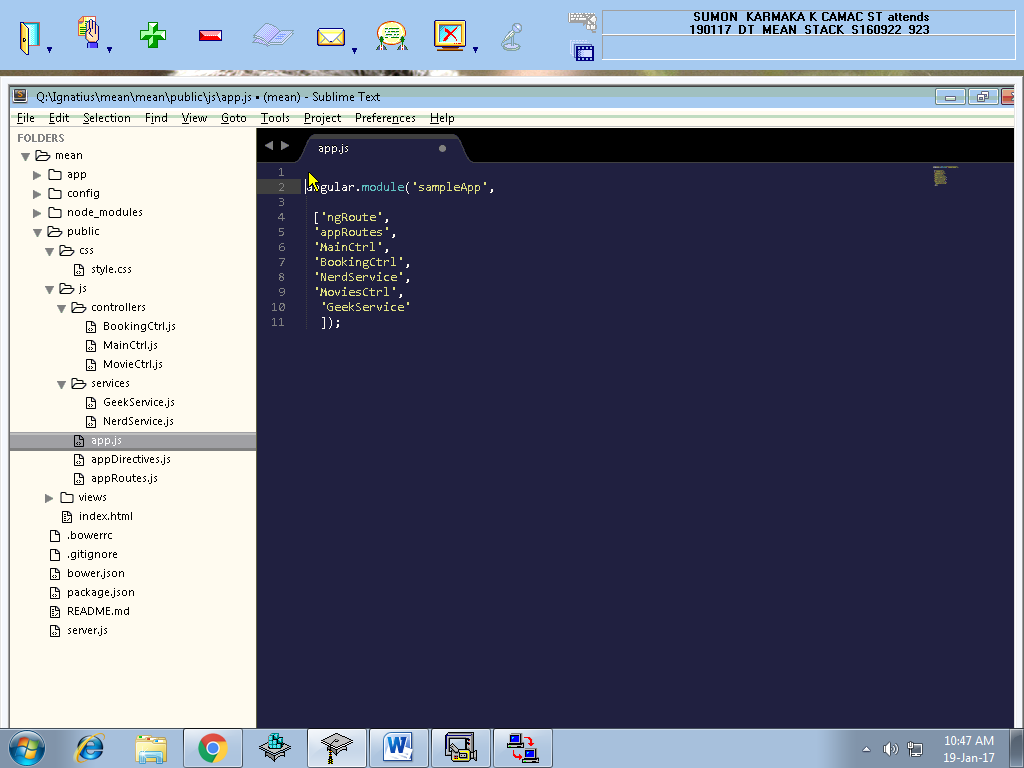 SUMON KARMAKA K CAMAC ST attends
190117 DT MEAN STACK S160922 923
Q:\Ignatius\mean\mean\public\js\app.js • (mean) - Sublime Text
File Edit Selection Find View Goto Tools Project Preferences Help
FOLDERS
mean
app
config
node_modules
public
css
style.css
js
controllers
BookingCtrl.js
MainCtrl.js
MovieCtrl.js
services
GeekService.js
NerdService.js
app.js
appDirectives.js
appRoutes.js
views
index.html
.bowerrc
.gitignore
bower.json
package.json
README.md
server.js
app.js
1
2 angular.module('sampleApp',
3
4 ['ngRoute',
5 'appRoutes',
6 'MainCtrl',
7 'BookingCtrl',
8 'NerdService',
9 'MoviesCtrl',
10 'GeekService'
11 ]);
10:47 AM
19-Jan-17